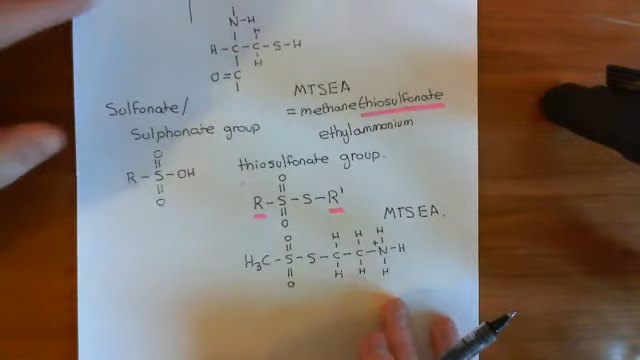 N-H
H-C-C-S-H
H
O=C
MTSEA
Sulfonate/
= methanethiosulfonate
Sulphonate group
ethylammonium
thiosulfonate group.
O
R-S-OH
O
O
R-S-S-R'
O
MTSEA.
O H H H
H3C-S-S-C-C-N+-H
O H H H